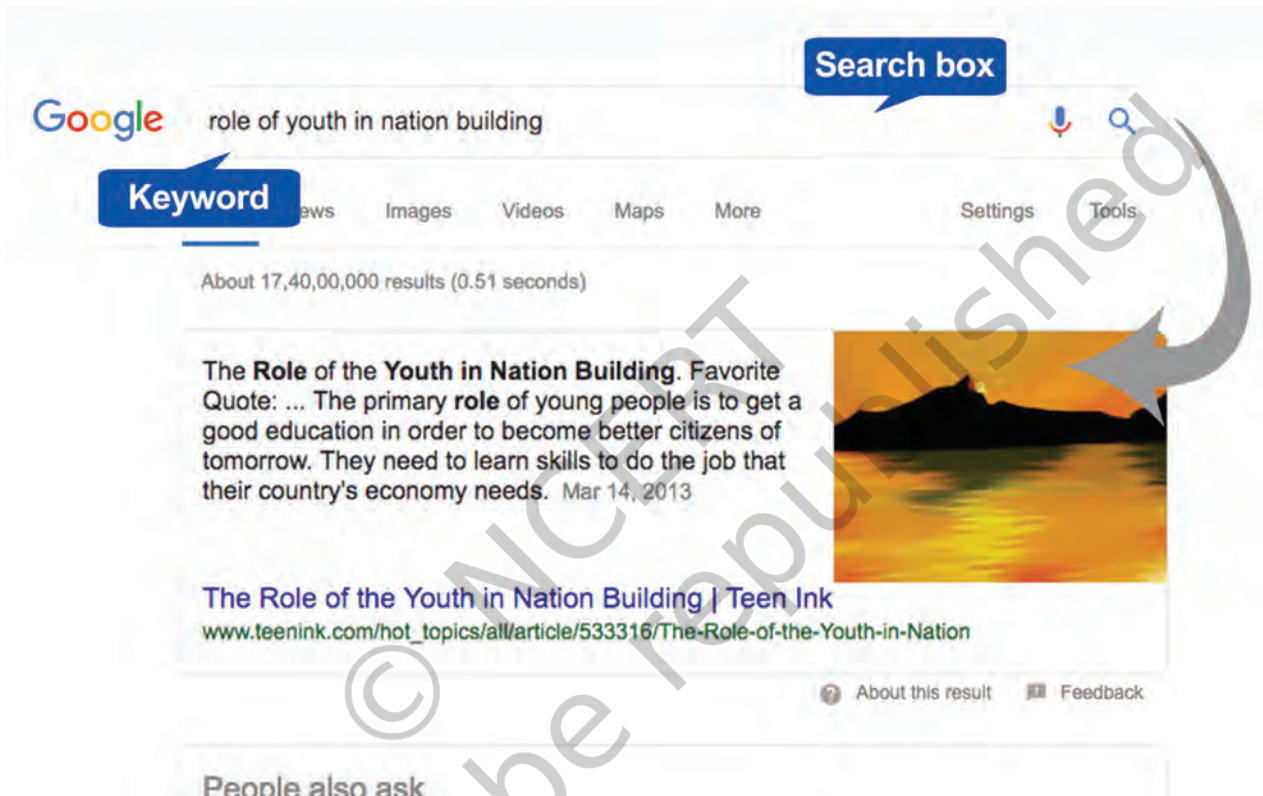 Search box
Google role of youth in nation building
Keyword
ews Images Videos Maps More Settings Tools
About 17,40,00,000 results (0.51 seconds)
The Role of the Youth in Nation Building. Favorite
Quote: ... The primary role of young people is to get a
good education in order to become better citizens of
tomorrow. They need to learn skills to do the job that
their country's economy needs. Mar 14, 2013
The Role of the Youth in Nation Building | Teen Ink
www.teenink.com/hot_topics/all/article/533316/The-Role-of-the-Youth-in-Nation
About this result Feedback
People also ask
© NCERT
be republished